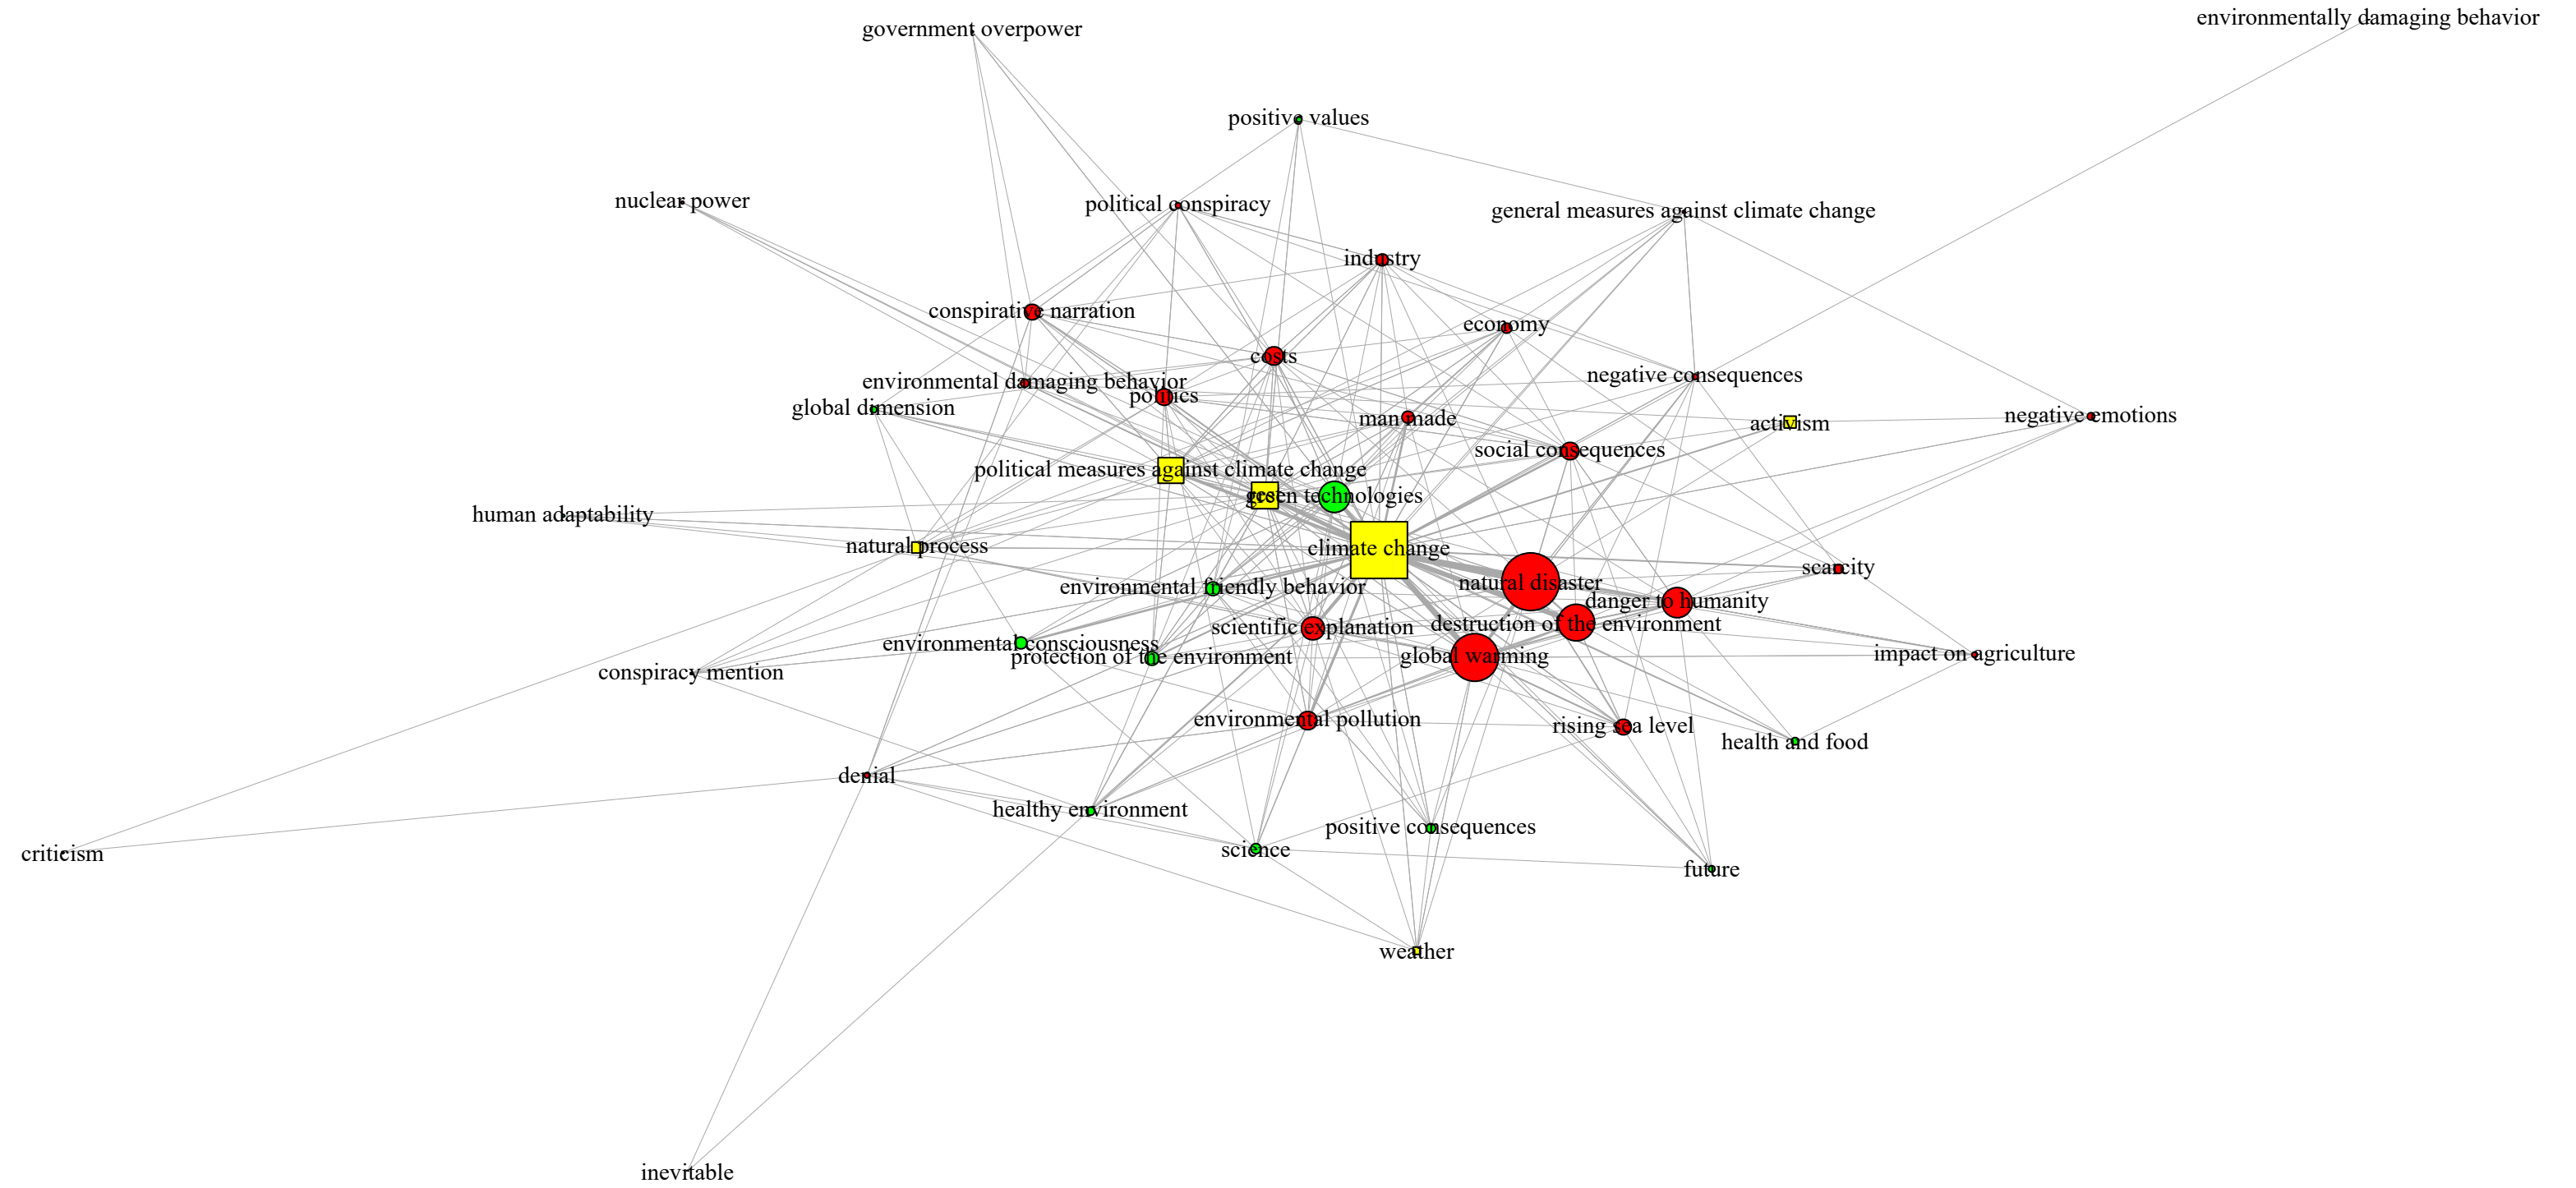 environmentally damaging behavior
government overpower
positive values
nuclear power
political conspiracy
general measures against climate change
industry
conspirative narration
economy
costs
negative consequences
environmental damaging behavior
politics
global dimension
negative emotions
man made
activism
social consequences
political measures against climate change
green technologies
human adaptability
natural process
climate change
scarcity
natural disaster
environmental friendly behavior
danger to humanity
destruction of the environment
scientific explanation
environmental consciousness
protection of the environment
global warming
impact on agriculture
conspiracy mention
environmental pollution
rising sea level
health and food
denial
healthy environment
positive consequences
science
criticism
future
weather
inevitable